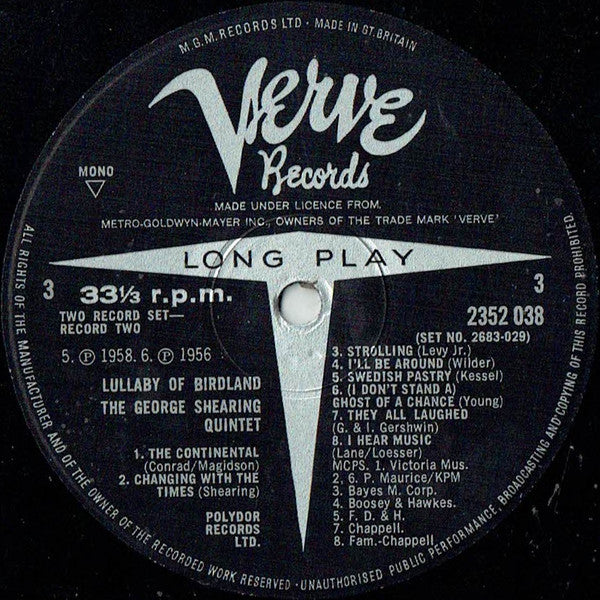 M.G.M. RECORDS LTD · MADE IN GT. BRITAIN
Verve
Records
MONO
MADE UNDER LICENCE FROM
METRO-GOLDWYN-MAYER INC., OWNERS OF THE TRADE MARK 'VERVE'
LONG PLAY
3
33⅓ r.p.m.
TWO RECORD SET—
RECORD TWO
5. ℗ 1958. 6. ℗ 1956
LULLABY OF BIRDLAND
THE GEORGE SHEARING
QUINTET
1. THE CONTINENTAL
(Conrad/Magidson)
2. CHANGING WITH THE
TIMES (Shearing)
POLYDOR
RECORDS
LTD.
3
2352 038
(SET NO. 2683-029)
3. STROLLING (Levy Jr.)
4. I'LL BE AROUND (Wilder)
5. SWEDISH PASTRY (Kessel)
6. (I DON'T STAND A)
GHOST OF A CHANCE (Young)
7. THEY ALL LAUGHED
(G. & I. Gershwin)
8. I HEAR MUSIC
(Lane/Loesser)
MCPS. 1. Victoria Mus.
2. 6. P. Maurice/KPM
3. Bayes M. Corp.
4. Boosey & Hawkes.
5. F. D. & H.
7. Chappell.
8. Fam.-Chappell
ALL RIGHTS OF THE MANUFACTURER AND OF THE OWNER OF THE RECORDED WORK RESERVED · UNAUTHORISED PUBLIC PERFORMANCE, BROADCASTING AND COPYING OF THIS RECORD PROHIBITED.